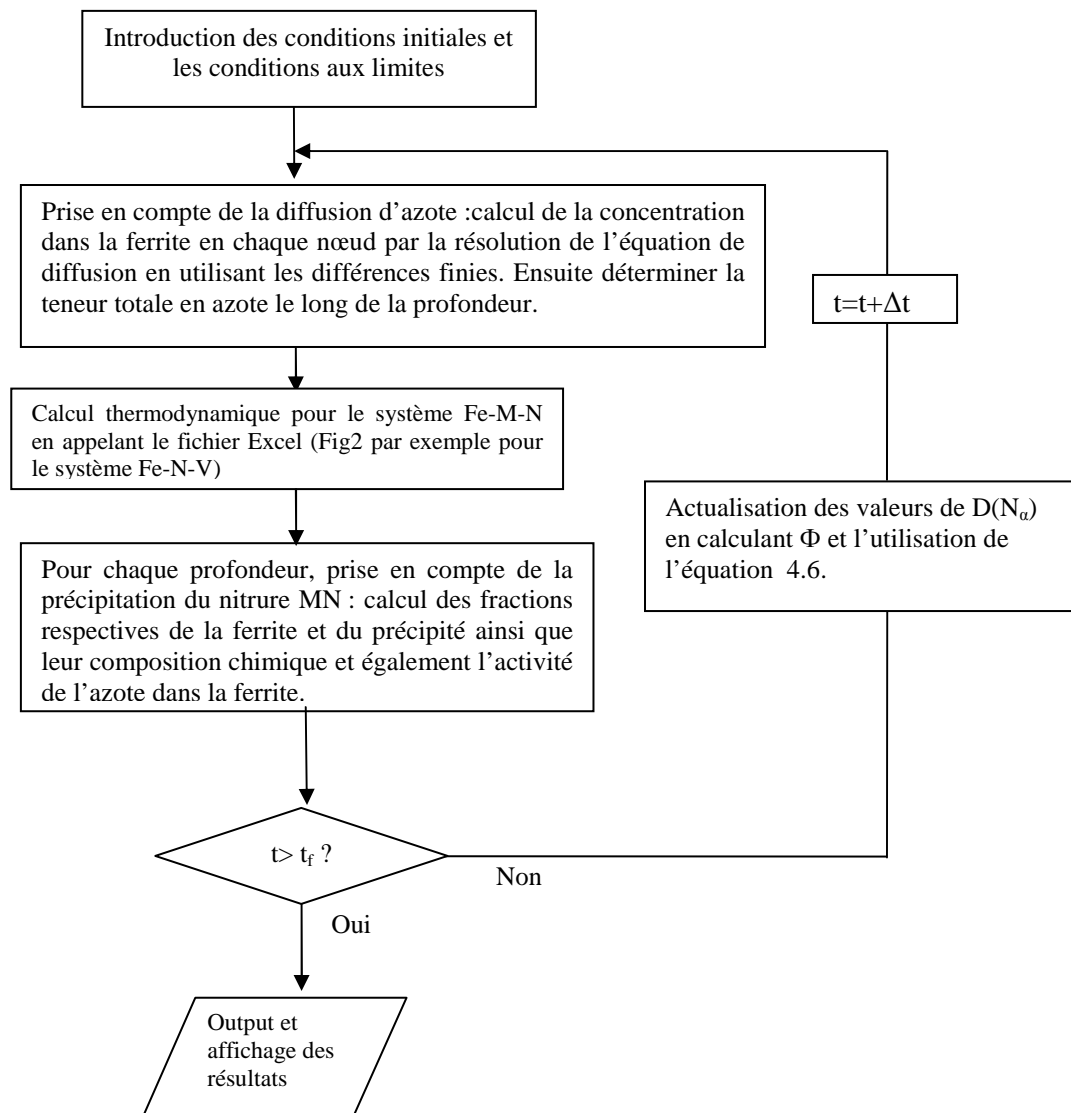 Introduction des conditions initiales et
les conditions aux limites
Prise en compte de la diffusion d’azote :calcul de la concentration
dans la ferrite en chaque nœud par la résolution de l’équation de
diffusion en utilisant les différences finies. Ensuite déterminer la
teneur totale en azote le long de la profondeur.
t=t+Δt
Calcul thermodynamique pour le système Fe-M-N
en appelant le fichier Excel (Fig2 par exemple pour
le système Fe-N-V)
Actualisation des valeurs de D(Nα)
en calculant Φ et l’utilisation de
l’équation 4.6.
Pour chaque profondeur, prise en compte de la
précipitation du nitrure MN : calcul des fractions
respectives de la ferrite et du précipité ainsi que
leur composition chimique et également l’activité
de l’azote dans la ferrite.
t> tf ?
Non
Oui
Output et
affichage des
résultats